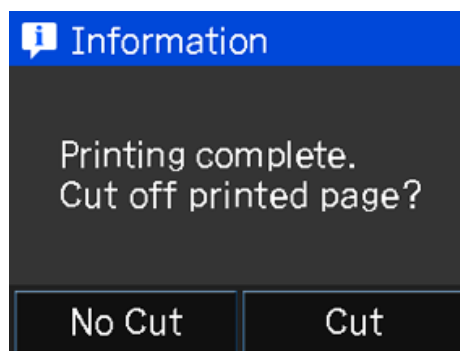 Information
Printing complete.
Cut off printed page?
No Cut
Cut